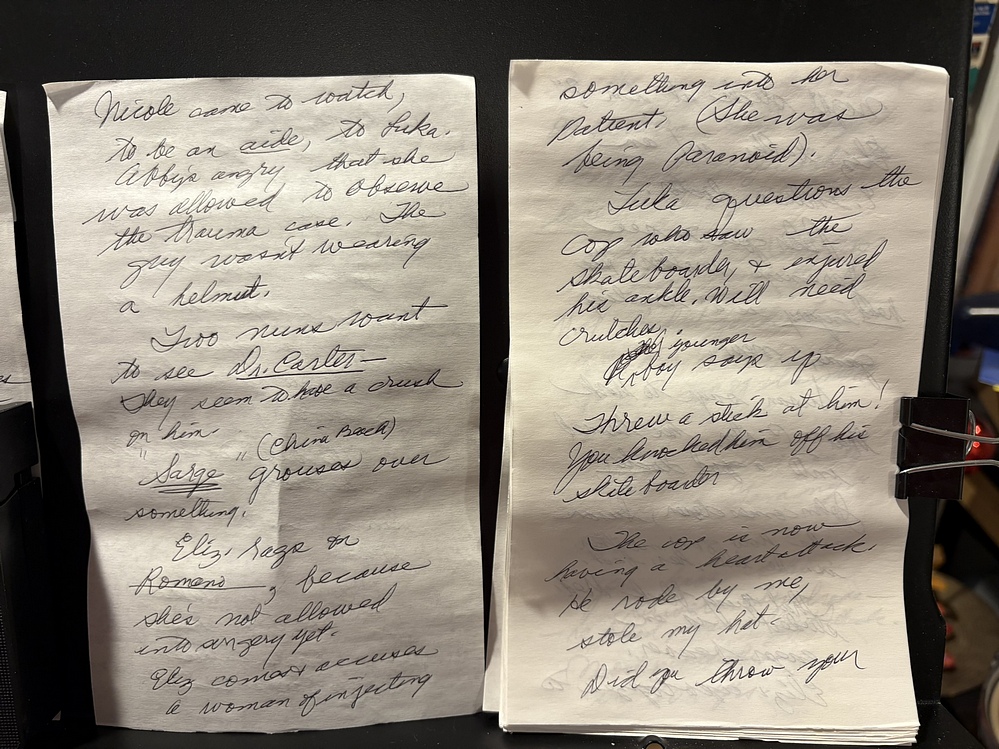 Nicole came to watch,
to be an aide, to Luka.
Abbys angry that she
was allowed to observe
the trauma case. The
guy wasn't wearing
a helmut.
Two nuns want
to see Dr. Carter—
They seem to have a crush
on him.
"Sarge" (China Beach)
grouses over
something.
Eliz. rags on
Romano, because
she's not allowed
into surgery yet.
Eliz comes & accuses
a woman of injecting
something into her
patient. (She was
being paranoid).
Luka questions the
cop who saw the
skateboarder, & injured
his ankle. Will need
crutches
younger
boy says up
Threw a stick at him!
You knocked him off his
skateboarder
The cop is now
having a heart attack.
He rode by me,
stole my hat.
Did you throw your